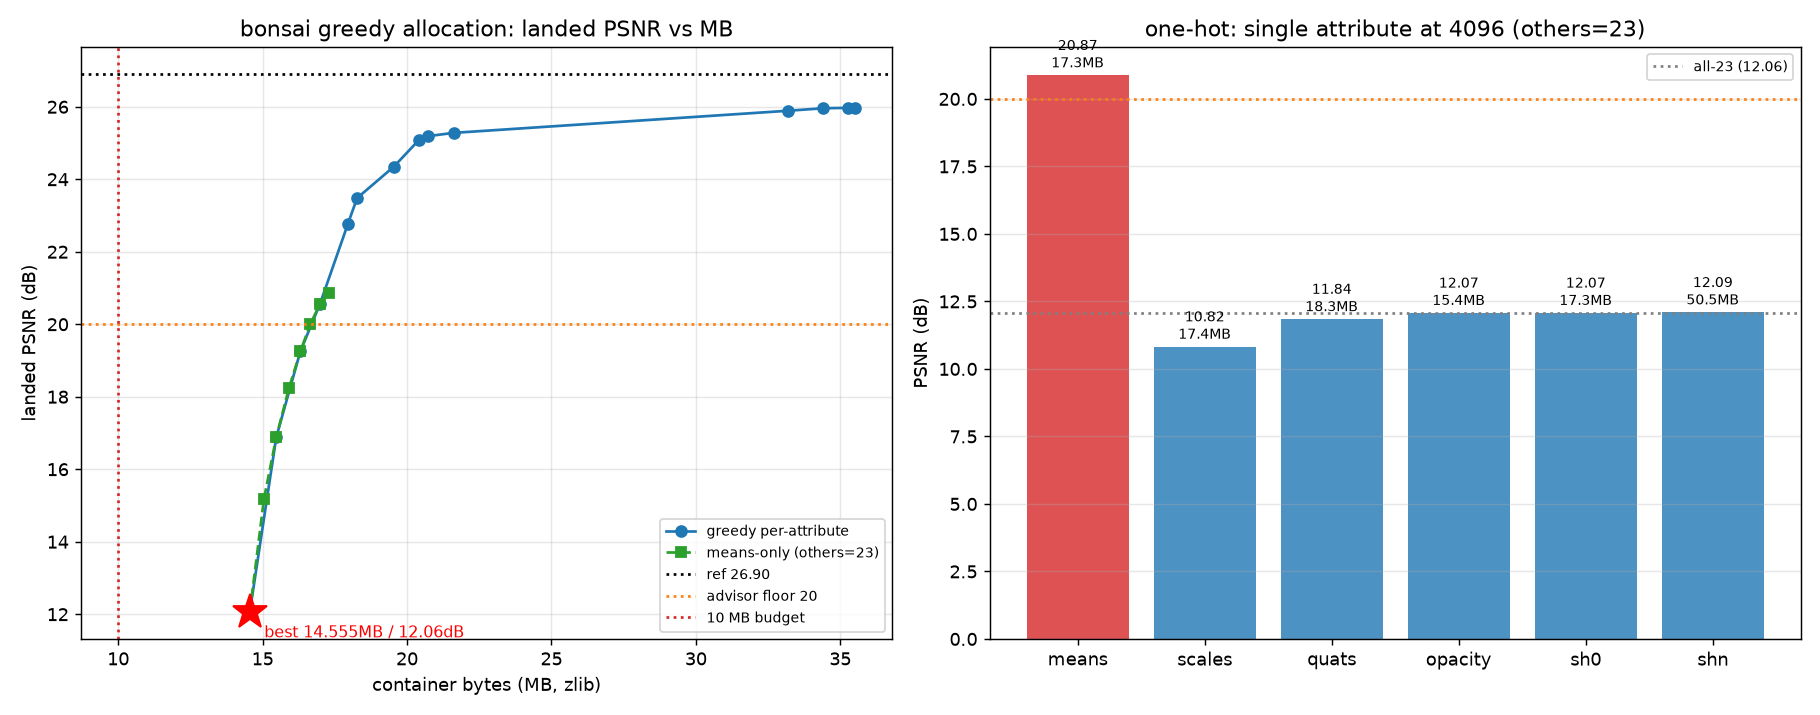 bonsai greedy allocation: landed PSNR vs MB
landed PSNR (dB)
26
24
22
20
18
16
14
12
10
15
20
25
30
35
container bytes (MB, zlib)
best 14.555MB / 12.06dB
greedy per-attribute
means-only (others=23)
ref 26.90
advisor floor 20
10 MB budget
one-hot: single attribute at 4096 (others=23)
all-23 (12.06)
PSNR (dB)
20.0
17.5
15.0
12.5
10.0
7.5
5.0
2.5
0.0
20.87
17.3MB
10.82
17.4MB
11.84
18.3MB
12.07
15.4MB
12.07
17.3MB
12.09
50.5MB
means
scales
quats
opacity
sh0
shn